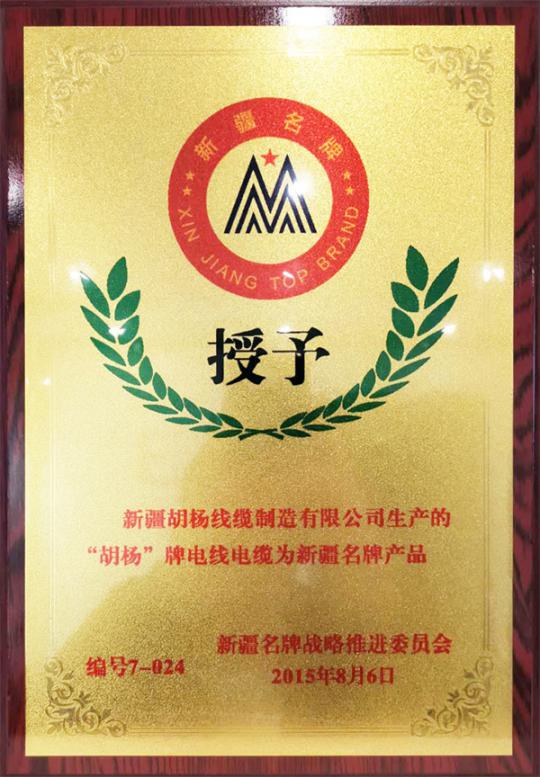 新疆名牌
XIN JIANG TOP BRAND
授予
新疆胡杨线缆制造有限公司生产的
“胡杨”牌电线电缆为新疆名牌产品
新疆名牌战略推进委员会
编号7-024
2015年8月6日